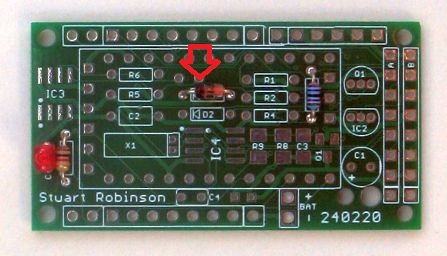 R6
R1
Q1
A
B
IC3
R5
R2
C2
D2
R4
IC2
X1
IC4
R9
R8
C3
Q1
C1
+
Stuart Robinson
C4
+
BAT
-
240220